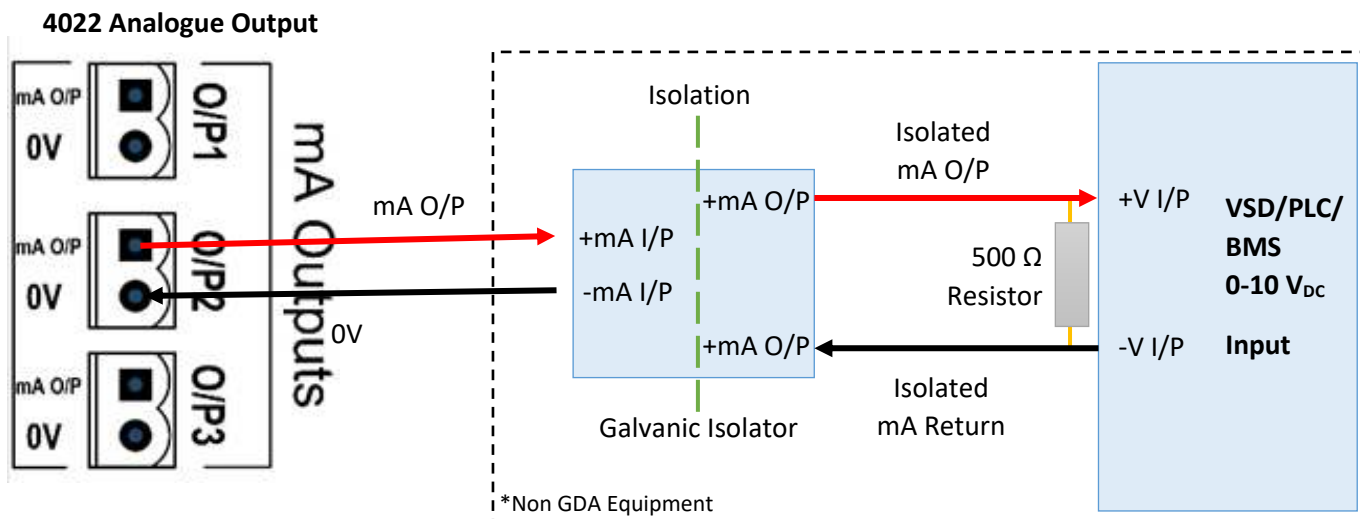 4022 Analogue Output
mA O/P
0V
O/P1
mA O/P
0V
O/P2
mA O/P
0V
O/P3
mA Outputs
mA O/P
0V
Isolation
+mA I/P
-mA I/P
+mA O/P
+mA O/P
Galvanic Isolator
Isolated
mA O/P
500 Ω
Resistor
Isolated
mA Return
+V I/P
-V I/P
VSD/PLC/
BMS
0-10 VDC
Input
*Non GDA Equipment